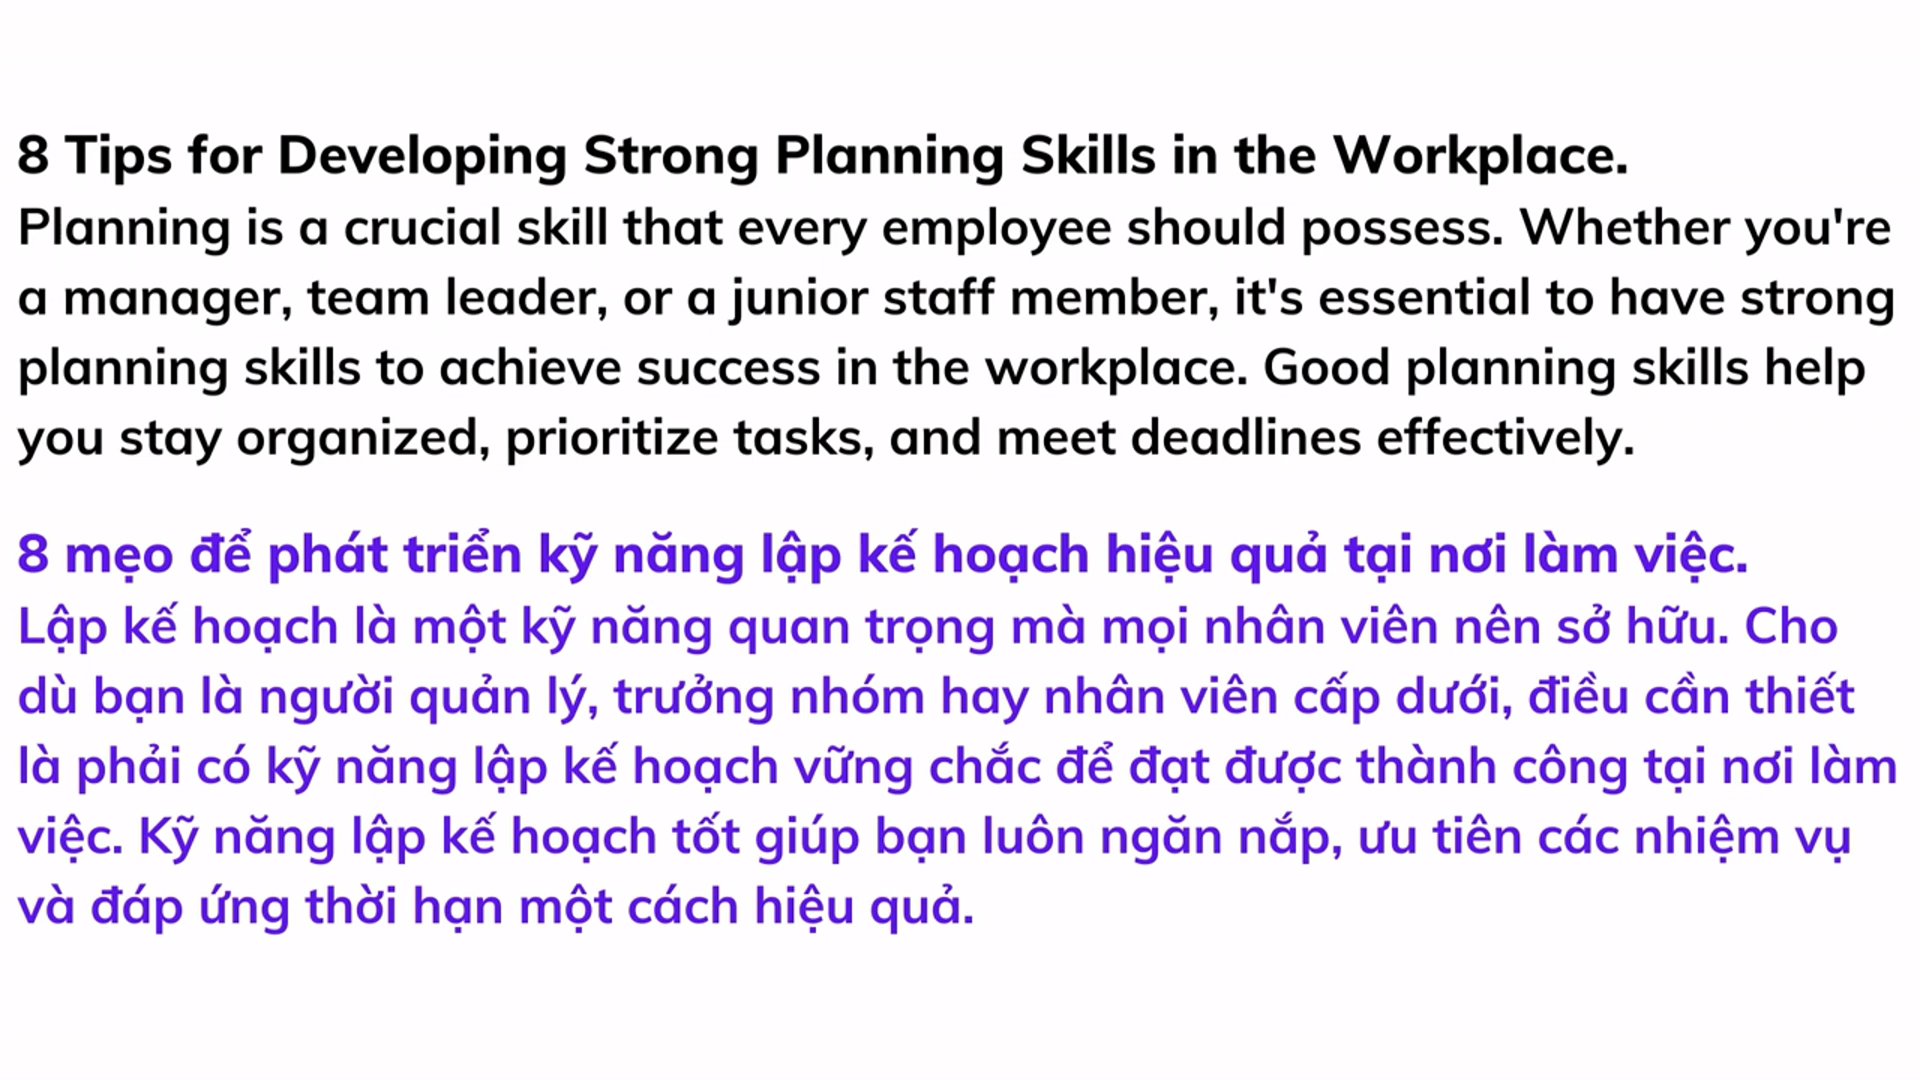 8 Tips for Developing Strong Planning Skills in the Workplace.
Planning is a crucial skill that every employee should possess. Whether you're
a manager, team leader, or a junior staff member, it's essential to have strong
planning skills to achieve success in the workplace. Good planning skills help
you stay organized, prioritize tasks, and meet deadlines effectively.
8 mẹo để phát triển kỹ năng lập kế hoạch hiệu quả tại nơi làm việc.
Lập kế hoạch là một kỹ năng quan trọng mà mọi nhân viên nên sở hữu. Cho
dù bạn là người quản lý, trưởng nhóm hay nhân viên cấp dưới, điều cần thiết
là phải có kỹ năng lập kế hoạch vững chắc để đạt được thành công tại nơi làm
việc. Kỹ năng lập kế hoạch tốt giúp bạn luôn ngăn nắp, ưu tiên các nhiệm vụ
và đáp ứng thời hạn một cách hiệu quả.